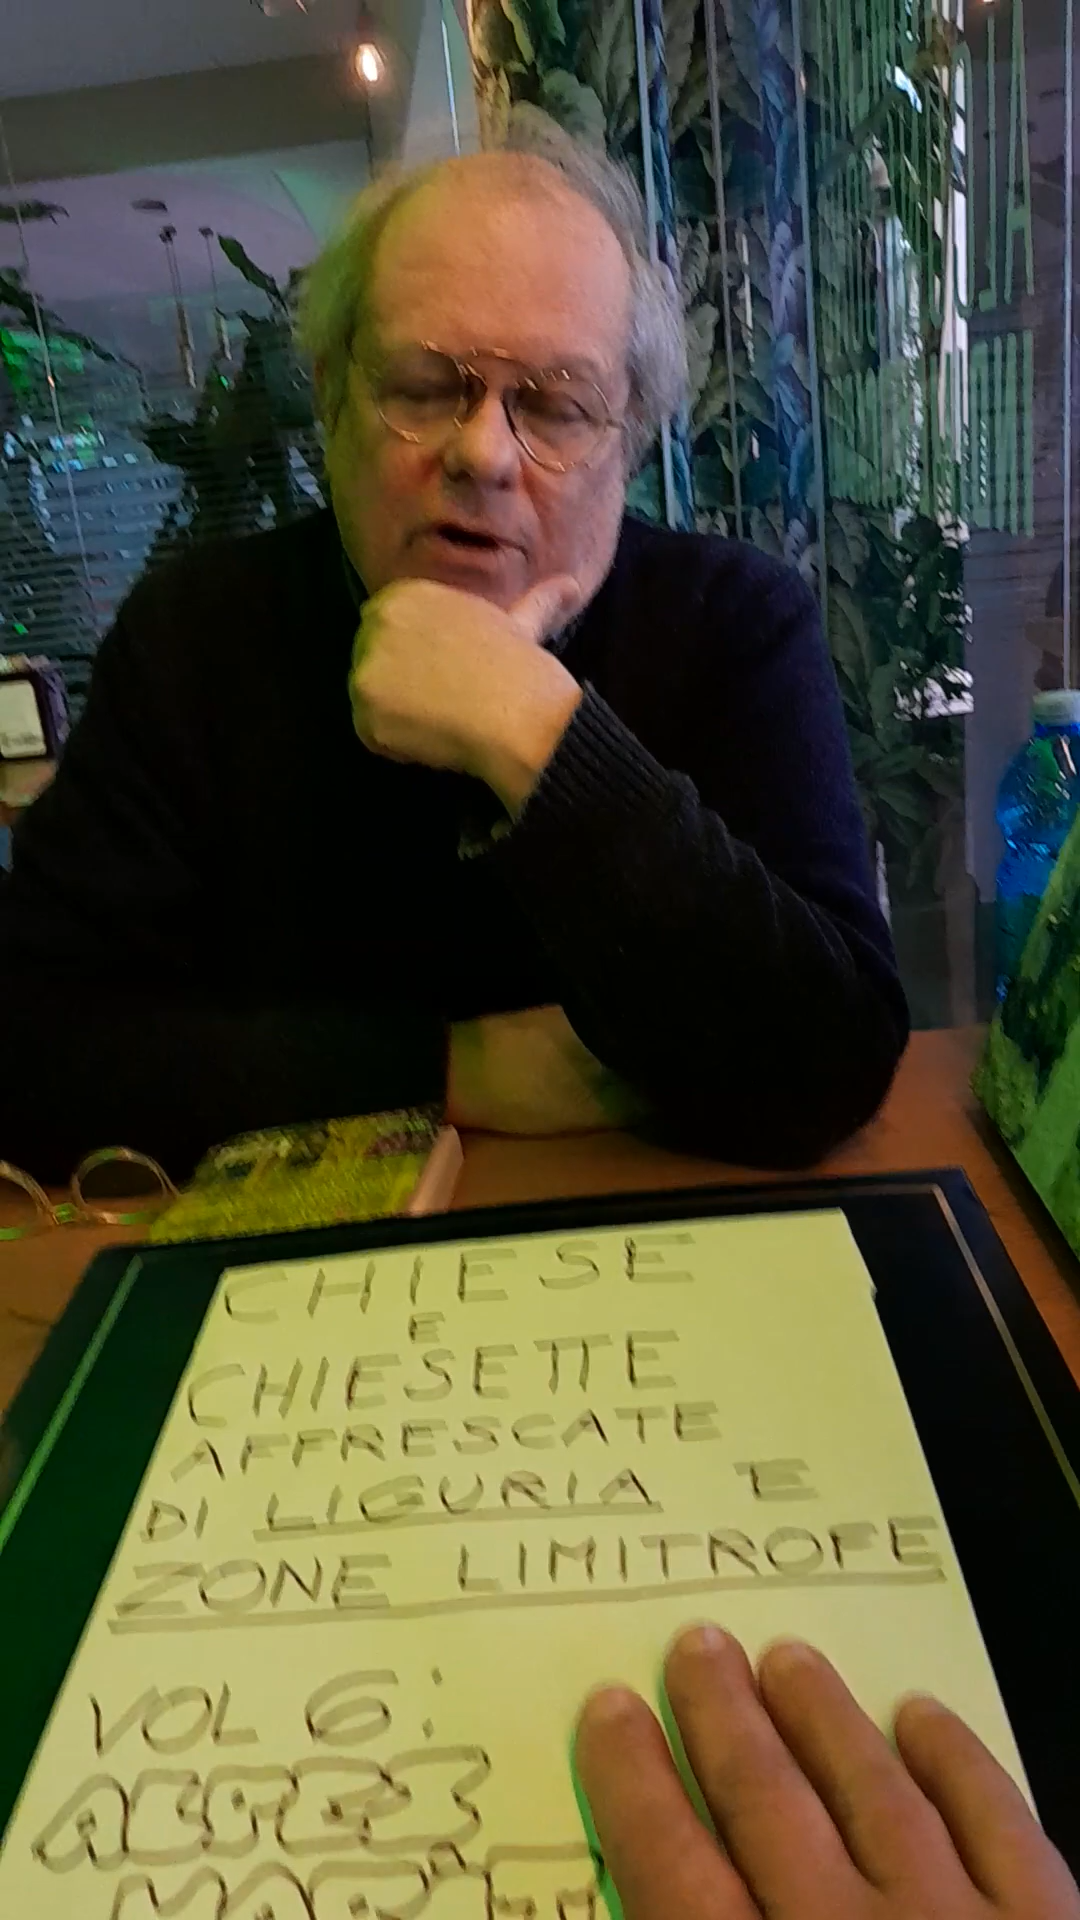 CHIESE
E
CHIESETTE
AFFRESCATE
DI LIGURIA E
ZONE LIMITROFE
VOL 6: